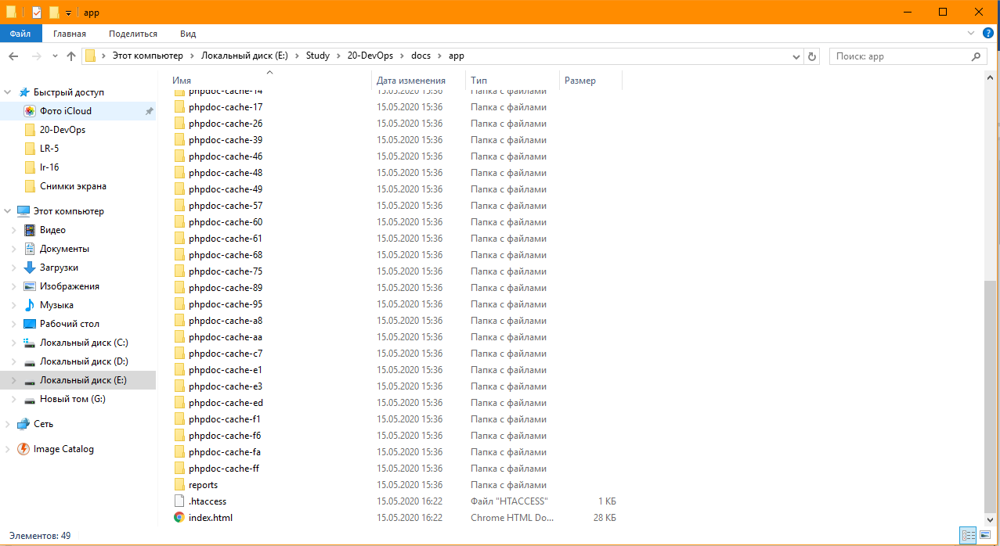 app
Файл Главная Поделиться Вид
Этот компьютер Локальный диск (E:) Study 20-DevOps docs app
Поиск: app
Быстрый доступ
Фото iCloud
20-DevOps
LR-5
lr-16
Снимки экрана
Этот компьютер
Видео
Документы
Загрузки
Изображения
Музыка
Рабочий стол
Локальный диск (C:)
Локальный диск (D:)
Локальный диск (E:)
Новый том (G:)
Сеть
Image Catalog
Имя Дата изменения Тип Размер
phpdoc-cache-14 15.05.2020 15:36 Папка с файлами
phpdoc-cache-17 15.05.2020 15:36 Папка с файлами
phpdoc-cache-26 15.05.2020 15:36 Папка с файлами
phpdoc-cache-39 15.05.2020 15:36 Папка с файлами
phpdoc-cache-46 15.05.2020 15:36 Папка с файлами
phpdoc-cache-48 15.05.2020 15:36 Папка с файлами
phpdoc-cache-49 15.05.2020 15:36 Папка с файлами
phpdoc-cache-57 15.05.2020 15:36 Папка с файлами
phpdoc-cache-60 15.05.2020 15:36 Папка с файлами
phpdoc-cache-61 15.05.2020 15:36 Папка с файлами
phpdoc-cache-68 15.05.2020 15:36 Папка с файлами
phpdoc-cache-75 15.05.2020 15:36 Папка с файлами
phpdoc-cache-89 15.05.2020 15:36 Папка с файлами
phpdoc-cache-95 15.05.2020 15:36 Папка с файлами
phpdoc-cache-a8 15.05.2020 15:36 Папка с файлами
phpdoc-cache-aa 15.05.2020 15:36 Папка с файлами
phpdoc-cache-c7 15.05.2020 15:36 Папка с файлами
phpdoc-cache-e1 15.05.2020 15:36 Папка с файлами
phpdoc-cache-e3 15.05.2020 15:36 Папка с файлами
phpdoc-cache-ed 15.05.2020 15:36 Папка с файлами
phpdoc-cache-f1 15.05.2020 15:36 Папка с файлами
phpdoc-cache-f6 15.05.2020 15:36 Папка с файлами
phpdoc-cache-fa 15.05.2020 15:36 Папка с файлами
phpdoc-cache-ff 15.05.2020 15:36 Папка с файлами
reports 15.05.2020 15:36 Папка с файлами
.htaccess 15.05.2020 16:22 Файл "HTACCESS" 1 КБ
index.html 15.05.2020 16:22 Chrome HTML Do... 28 КБ
Элементов: 49